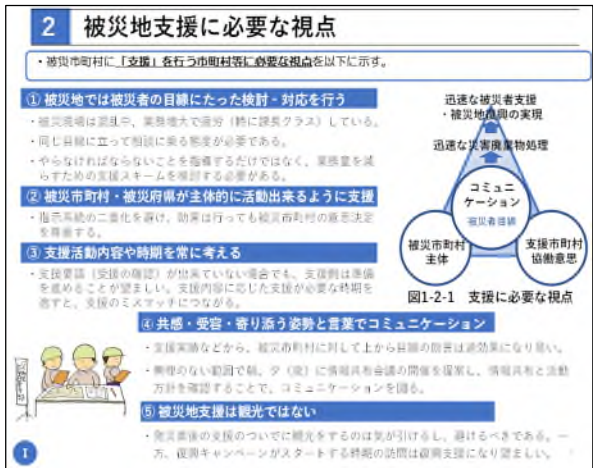 2 被災地支援に必要な視点
・被災市町村に「支援」を行う市町村等に必要な視点を以下に示す。
① 被災地では被災者の目線にたった検討・対応を行う
・被災現場は混乱中、業務増大で疲労（特に課長クラス）している。
・同じ目線に立って相談に乗る態度が必要である。
・やらなければならないことを指導するだけではなく、業務量を減
らすための支援スキームを検討する必要がある。
② 被災市町村・被災府県が主体的に活動出来るように支援
・指示系統の二重化を避け、助言は行っても被災市町村の意思決定
を尊重する。
③ 支援活動内容や時期を常に考える
・支援要請（受援の確認）が出来ていない場合でも、支援側は準備
を進めることが望ましい。支援内容に応じた支援が必要な時期を
逃すと、支援のミスマッチにつながる。
迅速な被災者支援
・被災地復興の実現
迅速な災害廃棄物処理
コミュニ
ケーション
被災者目線
被災市町村
主体
支援市町村
協働意思
図1-2-1 支援に必要な視点
④ 共感・受容・寄り添う姿勢と言葉でコミュニケーション
・支援実績などから、被災市町村に対して上から目線の助言は逆効果になり易い。
・無理のない範囲で朝、夕（夜）に情報共有会議の開催を提案し、情報共有と活動
方針を確認することで、コミュニケーションを図る。
⑤ 被災地支援は観光ではない
・発災直後の支援のついでに観光をするのは気が引けるし、避けるべきである。一
方、復興キャンペーンがスタートする時期の訪問は復興支援になり望ましい。
I